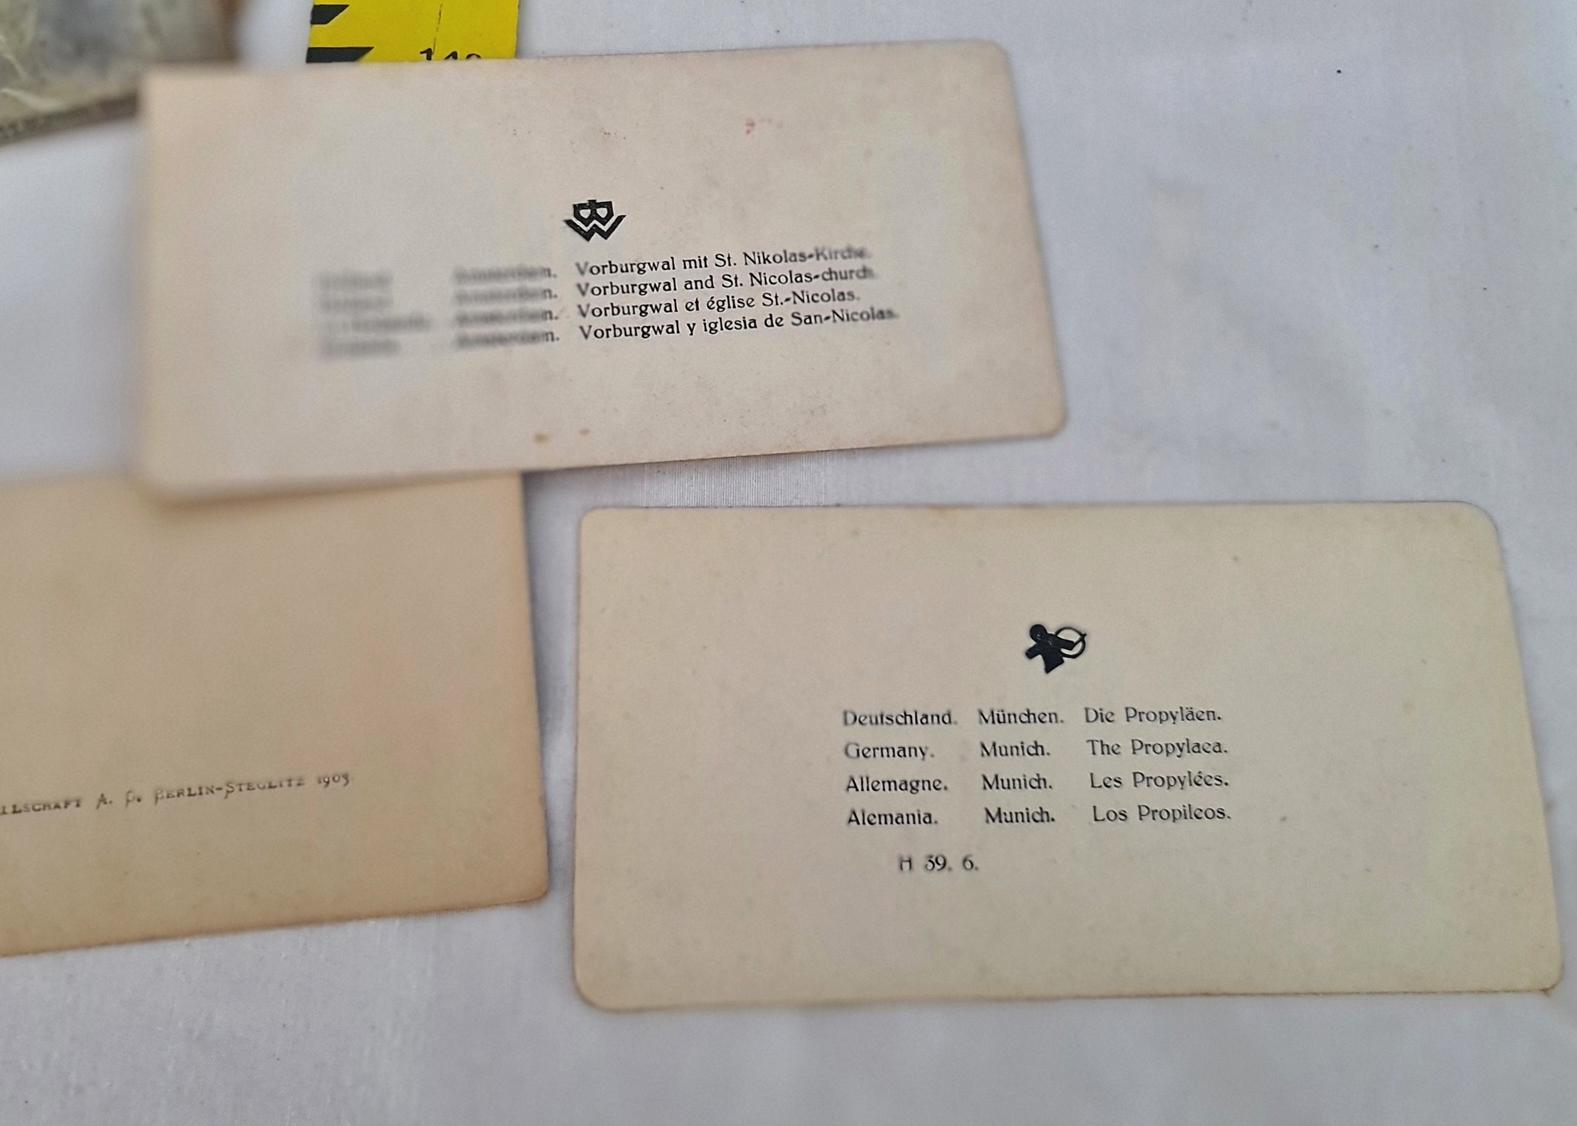 Vorburgwal mit St. Nikolas-Kirche.
Vorburgwal and St. Nicolas-church.
Vorburgwal et église St.-Nicolas.
Vorburgwal y iglesia de San-Nicolas.
A. G. BERLIN-STEGLITZ 1903.
Deutschland. München. Die Propyläen.
Germany. Munich. The Propylaea.
Allemagne. Munich. Les Propylées.
Alemania. Munich. Los Propileos.
H 39. 6.